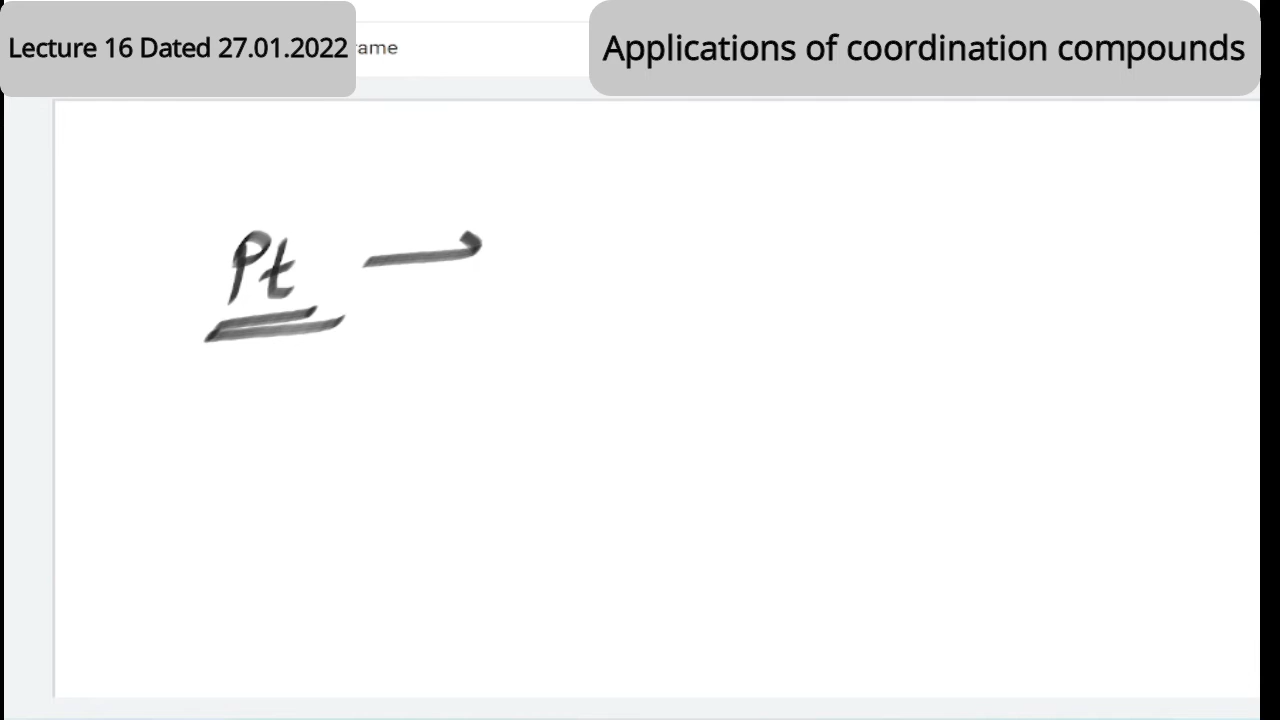 Lecture 16 Dated 27.01.2022
ame
Applications of coordination compounds
Pt →